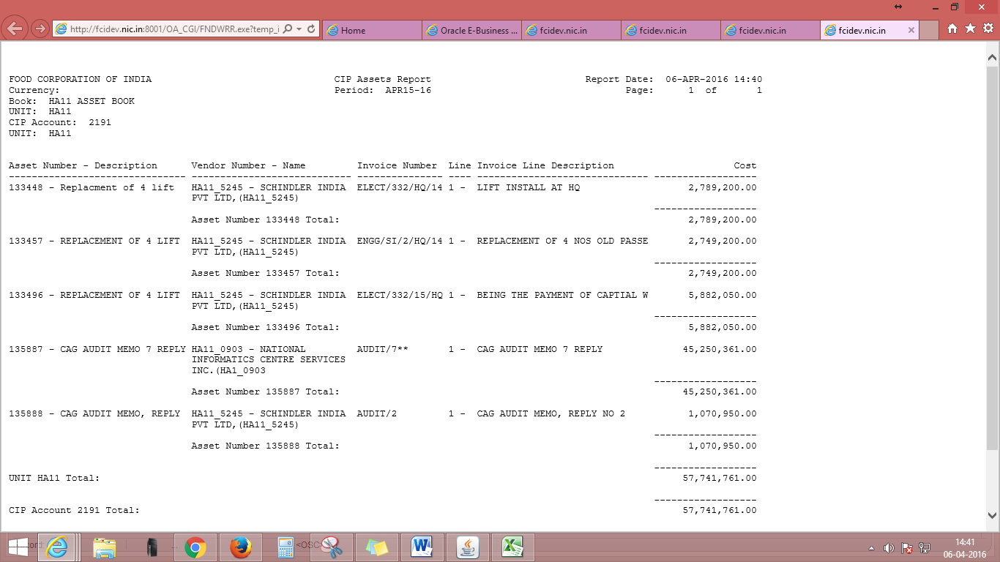 http://fcidev.nic.in:8001/OA_CGI/FNDWRR.exe?temp_i Home Oracle E-Business ... fcidev.nic.in fcidev.nic.in fcidev.nic.in fcidev.nic.in
FOOD CORPORATION OF INDIA CIP Assets Report Report Date: 06-APR-2016 14:40
Currency: Period: APR15-16 Page: 1 of 1
Book: HA11 ASSET BOOK
UNIT: HA11
CIP Account: 2191
UNIT: HA11
Asset Number - Description Vendor Number - Name Invoice Number Line Invoice Line Description Cost
------------------------------- ---------------------------- --------------- ---- ------------------------------ ------------------
133448 - Replacment of 4 lift HA11_5245 - SCHINDLER INDIA ELECT/332/HQ/14 1 - LIFT INSTALL AT HQ 2,789,200.00
PVT LTD,(HA11_5245)
------------------
Asset Number 133448 Total: 2,789,200.00
133457 - REPLACEMENT OF 4 LIFT HA11_5245 - SCHINDLER INDIA ENGG/SI/2/HQ/14 1 - REPLACEMENT OF 4 NOS OLD PASSE 2,749,200.00
PVT LTD,(HA11_5245)
------------------
Asset Number 133457 Total: 2,749,200.00
133496 - REPLACEMENT OF 4 LIFT HA11_5245 - SCHINDLER INDIA ELECT/332/15/HQ 1 - BEING THE PAYMENT OF CAPTIAL W 5,882,050.00
PVT LTD,(HA11_5245)
------------------
Asset Number 133496 Total: 5,882,050.00
135887 - CAG AUDIT MEMO 7 REPLY HA11_0903 - NATIONAL AUDIT/7** 1 - CAG AUDIT MEMO 7 REPLY 45,250,361.00
INFORMATICS CENTRE SERVICES
INC.(HA1_0903
------------------
Asset Number 135887 Total: 45,250,361.00
135888 - CAG AUDIT MEMO, REPLY HA11_5245 - SCHINDLER INDIA AUDIT/2 1 - CAG AUDIT MEMO, REPLY NO 2 1,070,950.00
PVT LTD,(HA11_5245)
------------------
Asset Number 135888 Total: 1,070,950.00
------------------
UNIT HA11 Total: 57,741,761.00
------------------
CIP Account 2191 Total: 57,741,761.00
14:41
06-04-2016